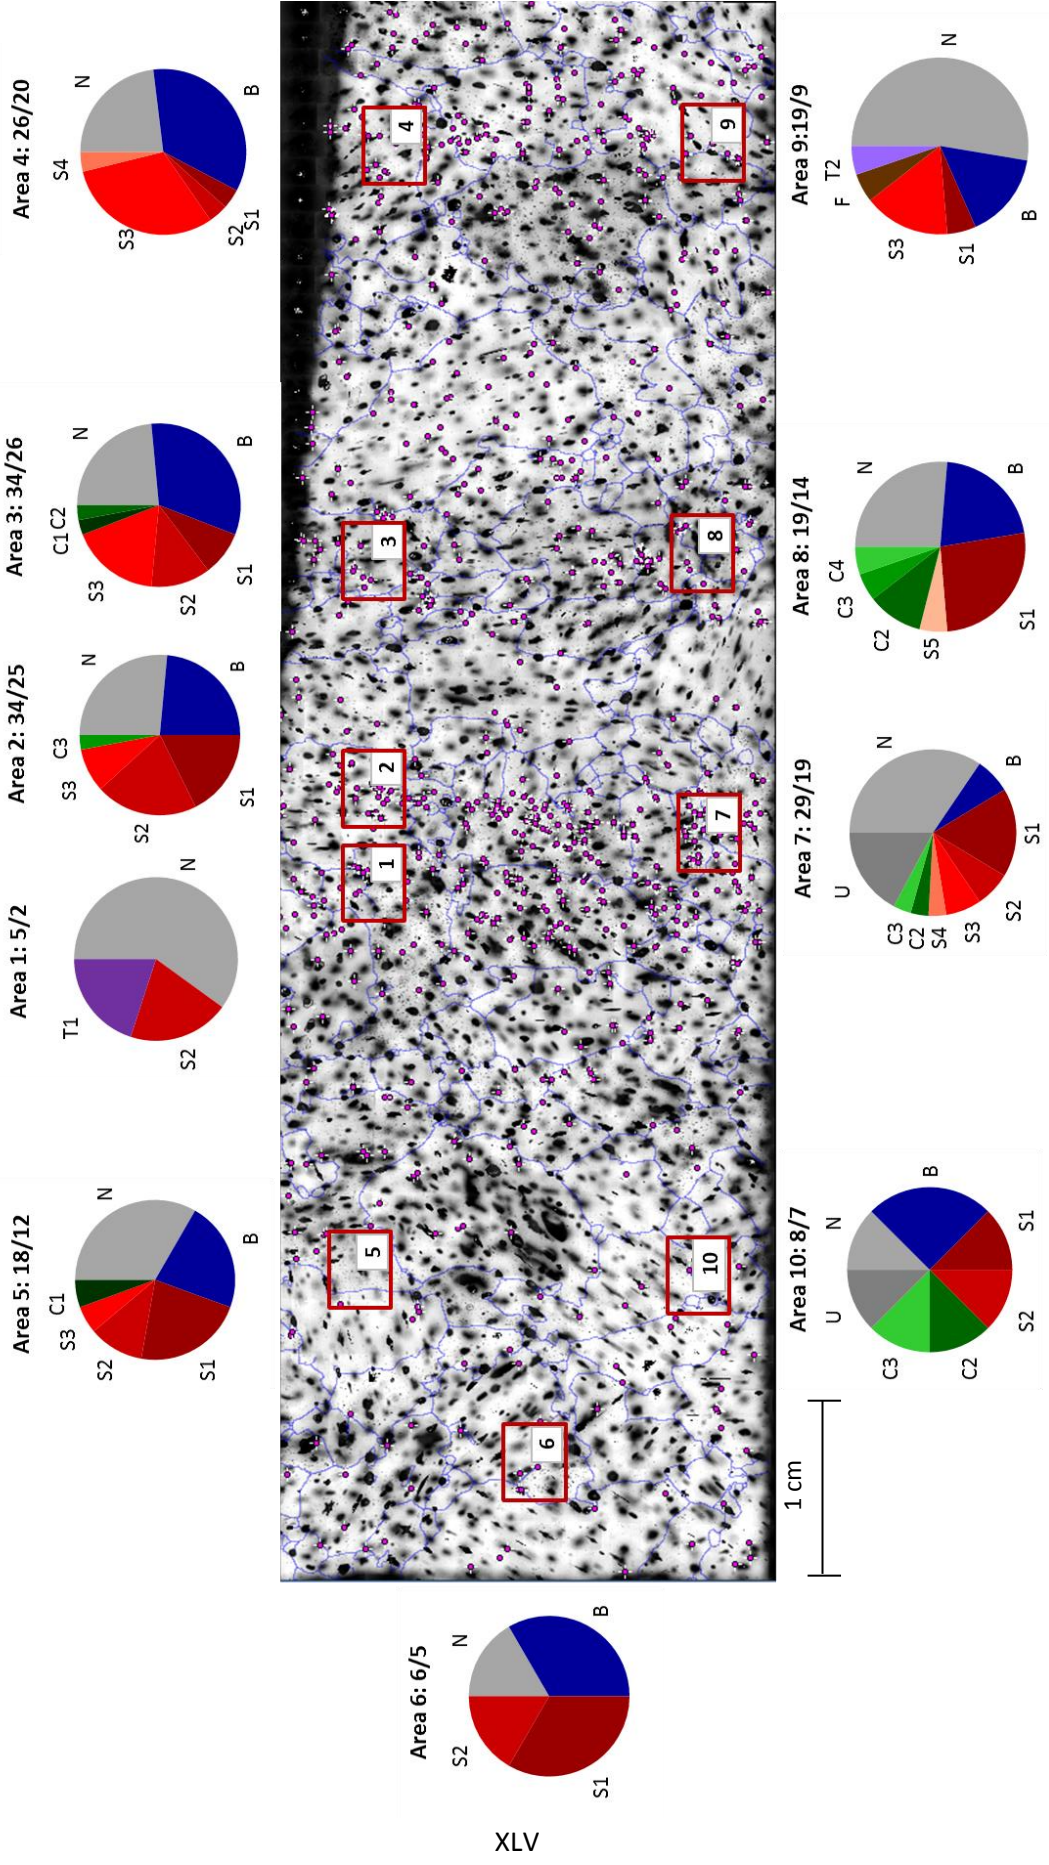 XLV
Area 6: 6/5
N
B
S1
S2
Area 5: 18/12
N
B
S1
S2
S3
C1
Area 1: 5/2
N
S2
T1
Area 2: 34/25
N
B
S1
S2
S3
C3
Area 3: 34/26
N
B
S1
S2
S3
C1 C2
Area 4: 26/20
N
B
S1
S2
S3
S4
6
5
10
1
2
7
3
8
4
9
1 cm
Area 10: 8/7
N
B
S1
S2
C2
C3
U
Area 7: 29/19
N
B
S1
S2
S3
S4
C2
C3
U
Area 8: 19/14
N
B
S1
S5
C2
C3
C4
Area 9:19/9
N
B
S1
S3
F
T2